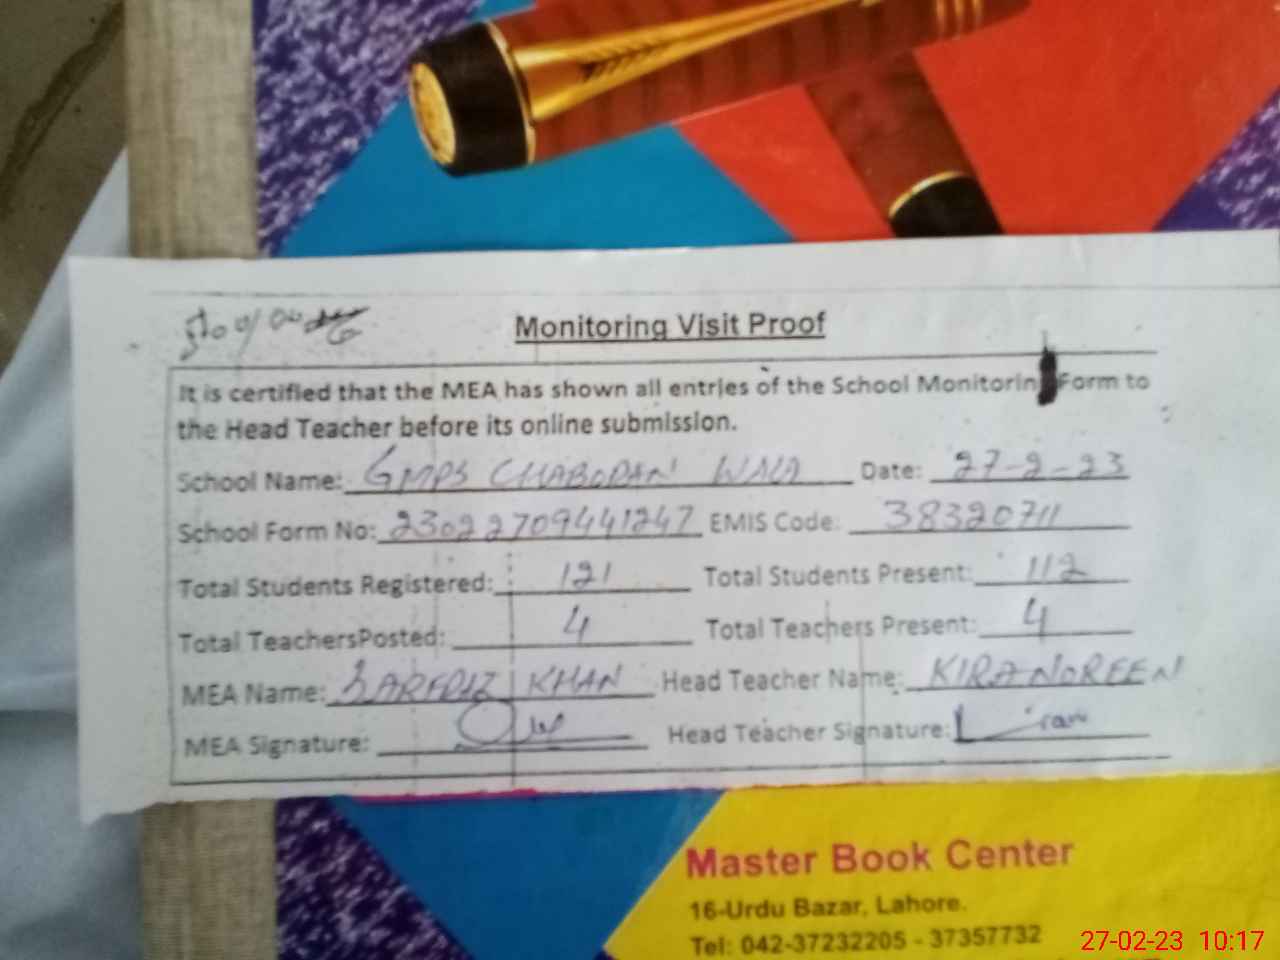 Monitoring Visit Proof
It is certified that the MEA has shown all entries of the School Monitoring Form to
the Head Teacher before its online submission.
School Name: GMPS CHABORAN WALA Date: 27-2-23
School Form No: 23022709441247 EMIS Code: 38320711
Total Students Registered: 121 Total Students Present: 112
Total TeachersPosted: 4 Total Teachers Present: 4
MEA Name: SARFRAZ KHAN Head Teacher Name: KIRAN NOREEN
MEA Signature: Head Teacher Signature: Kiran
Master Book Center
16-Urdu Bazar, Lahore.
Tel: 042-37232205 - 37357732
27-02-23 10:17